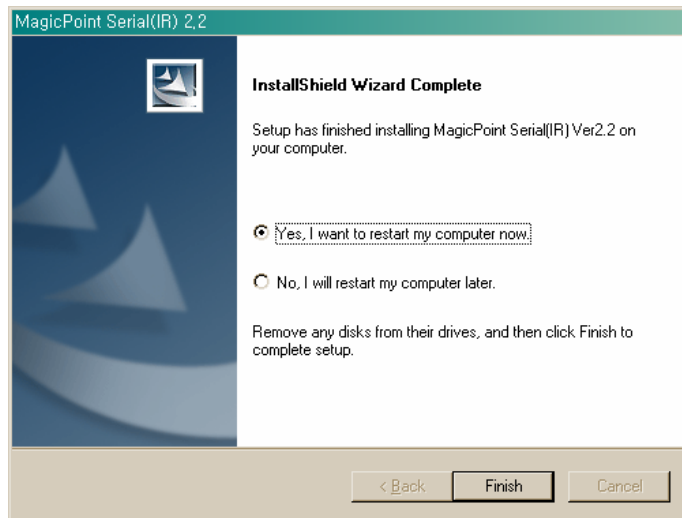 MagicPoint Serial(IR) 2,2
InstallShield Wizard Complete
Setup has finished installing MagicPoint Serial(IR) Ver2.2 on
your computer.
Yes, I want to restart my computer now.
No, I will restart my computer later.
Remove any disks from their drives, and then click Finish to
complete setup.
< Back
Finish
Cancel